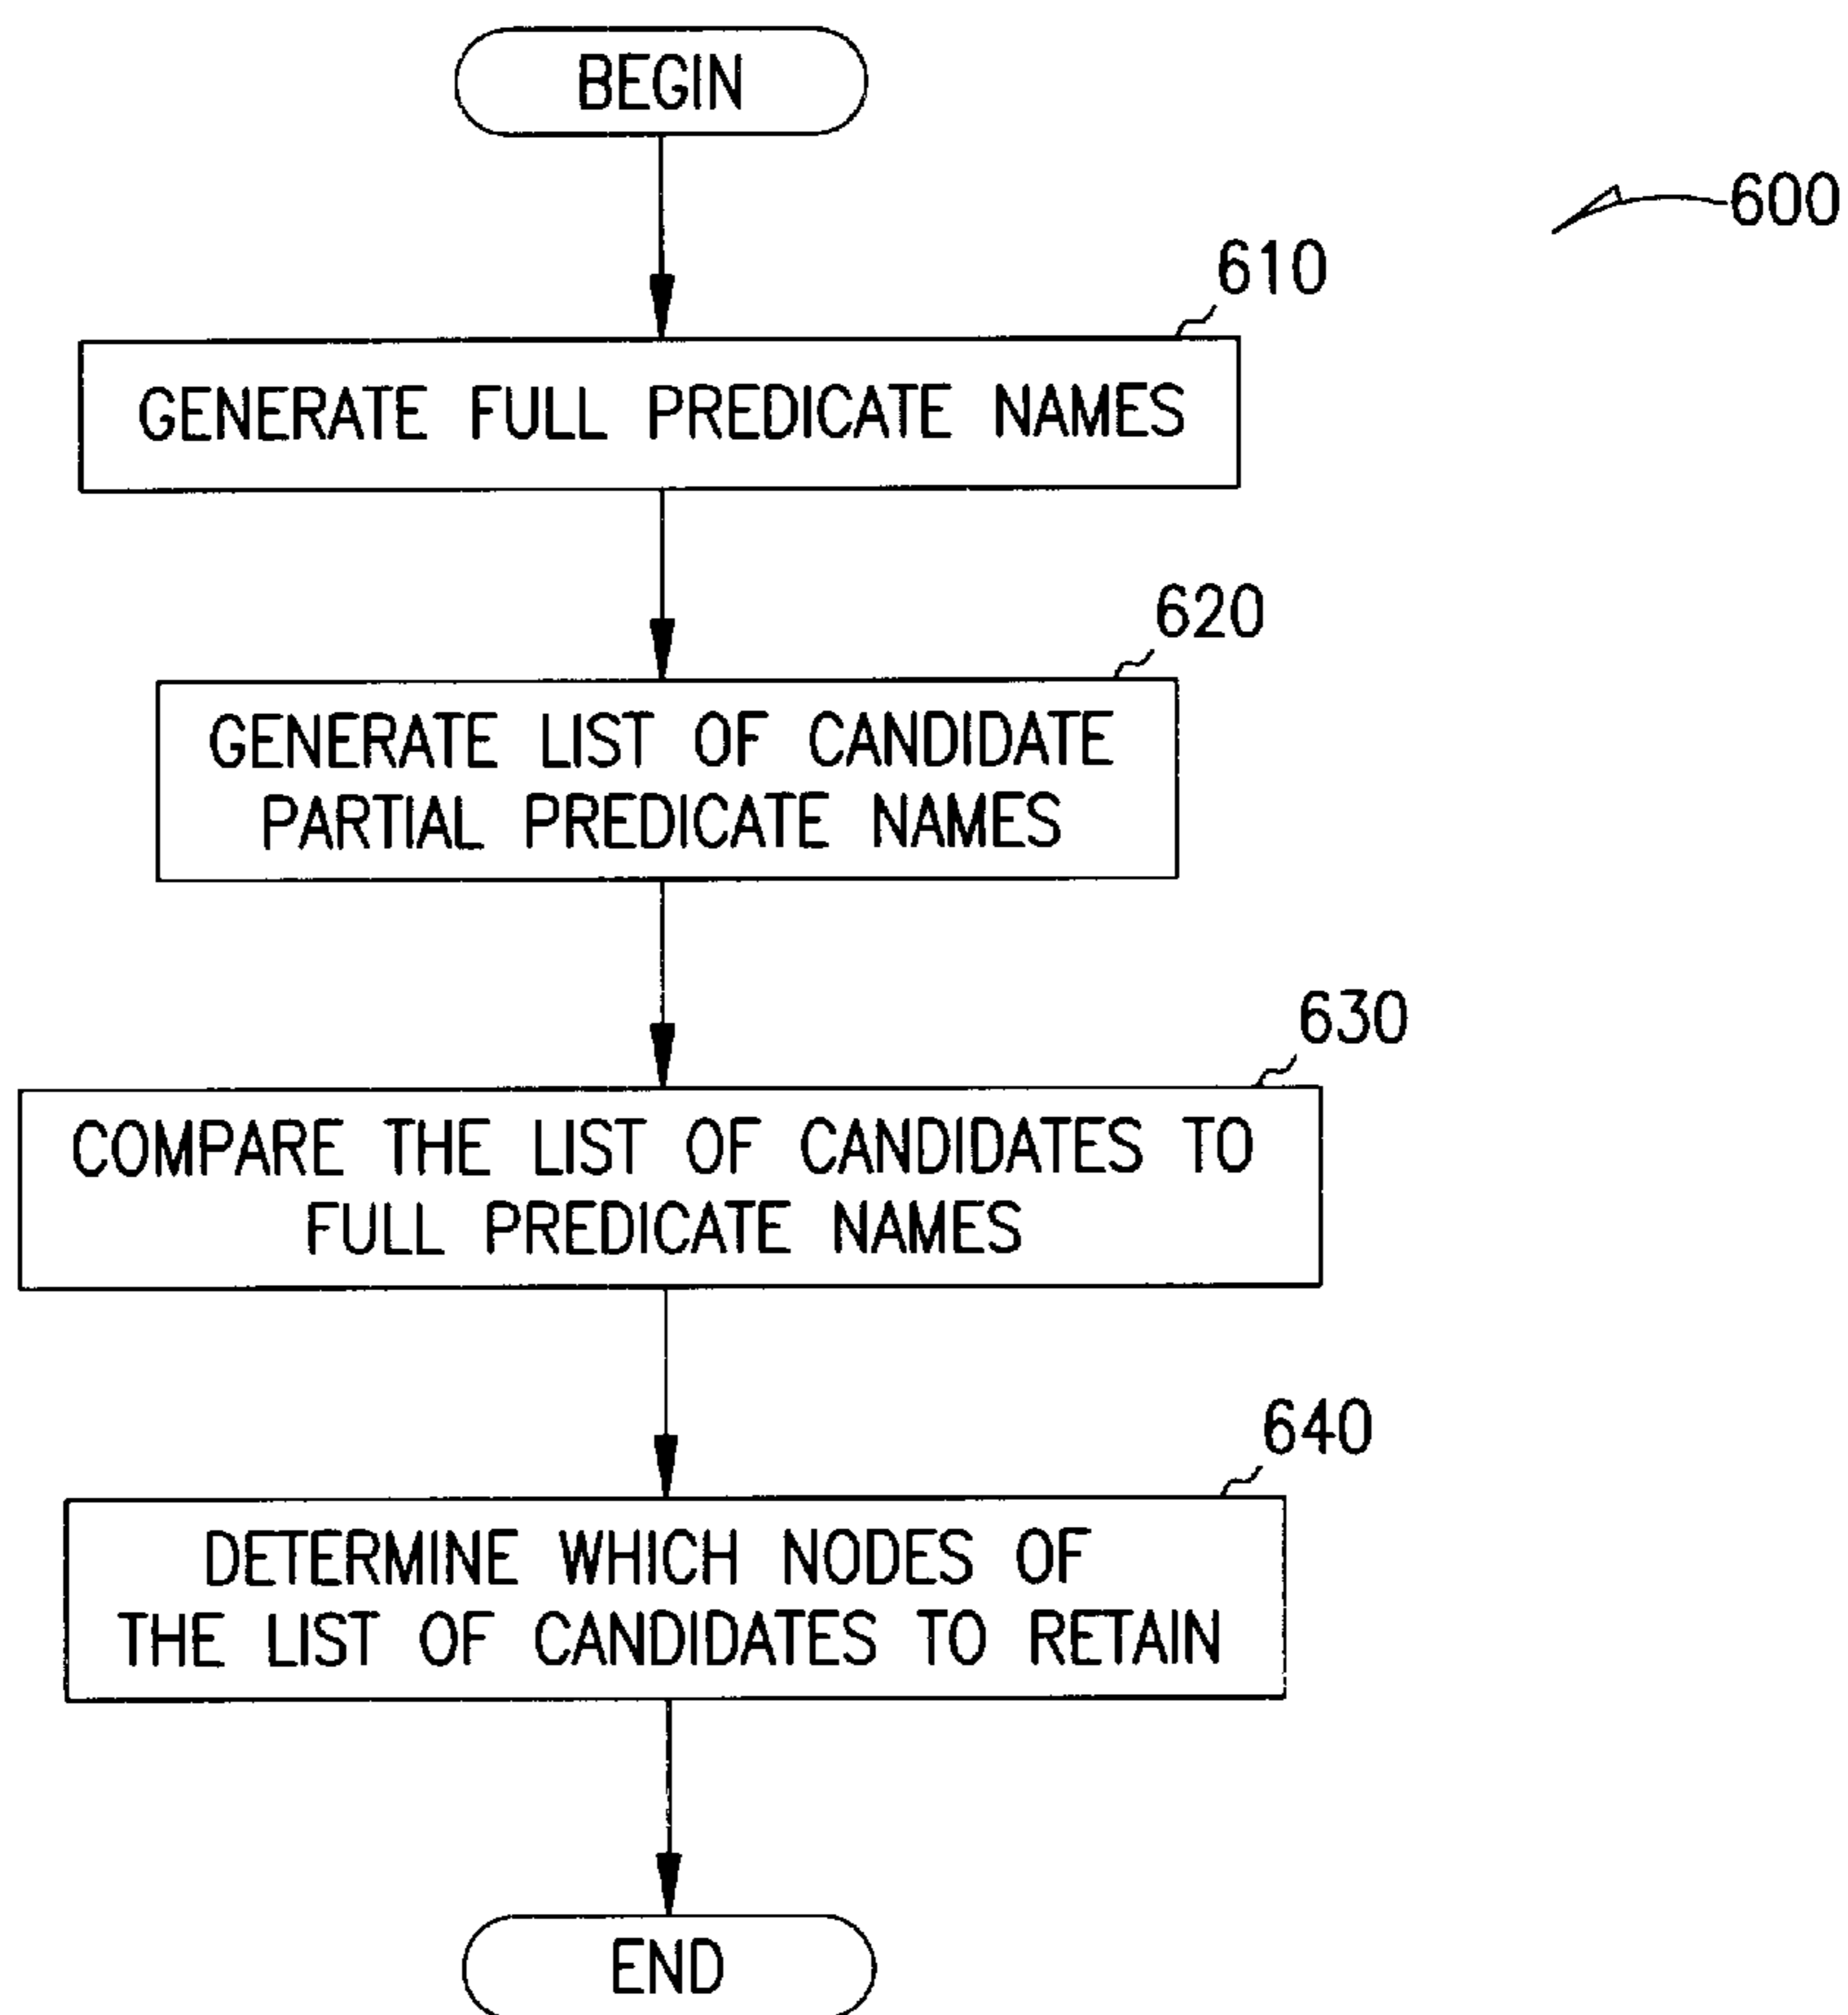 BEGIN
600
610
GENERATE FULL PREDICATE NAMES
620
GENERATE LIST OF CANDIDATE
PARTIAL PREDICATE NAMES
630
COMPARE THE LIST OF CANDIDATES TO
FULL PREDICATE NAMES
640
DETERMINE WHICH NODES OF
THE LIST OF CANDIDATES TO RETAIN
END